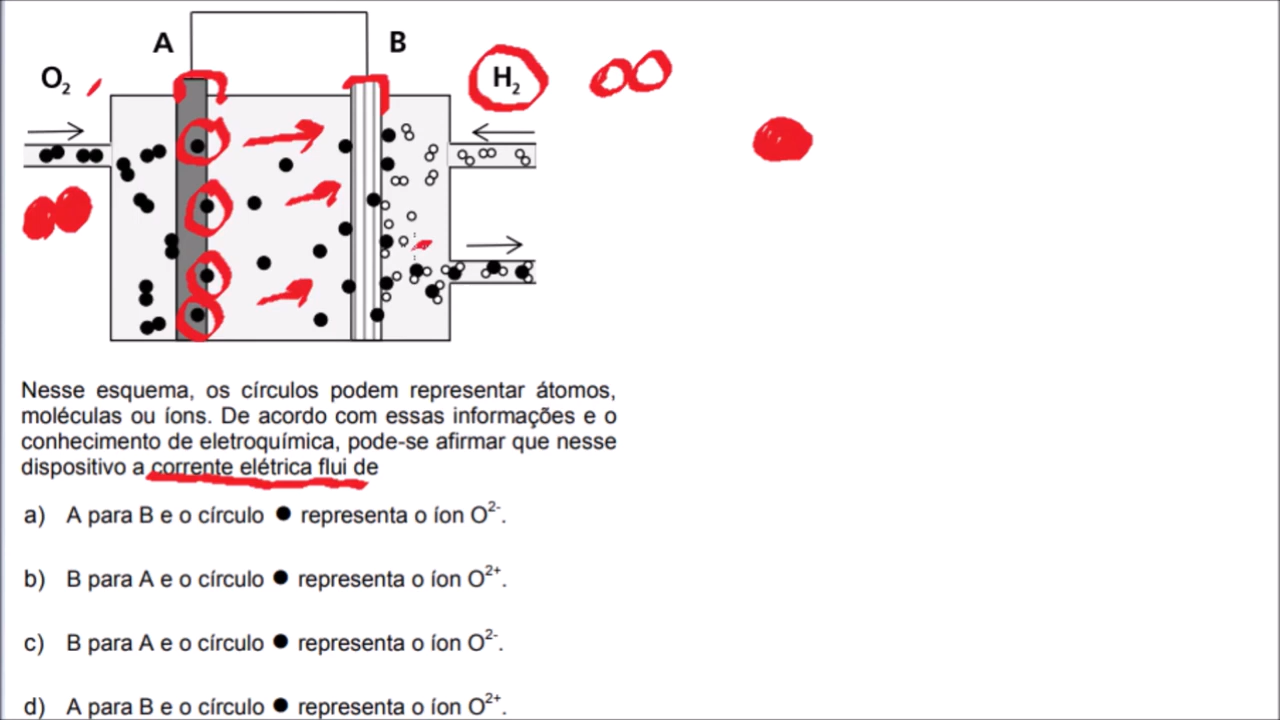 A
B
O₂
H₂
Nesse esquema, os círculos podem representar átomos,
moléculas ou íons. De acordo com essas informações e o
conhecimento de eletroquímica, pode-se afirmar que nesse
dispositivo a corrente elétrica flui de
a) A para B e o círculo ● representa o íon O²⁻.
b) B para A e o círculo ● representa o íon O²⁺.
c) B para A e o círculo ● representa o íon O²⁻.
d) A para B e o círculo ● representa o íon O²⁺.